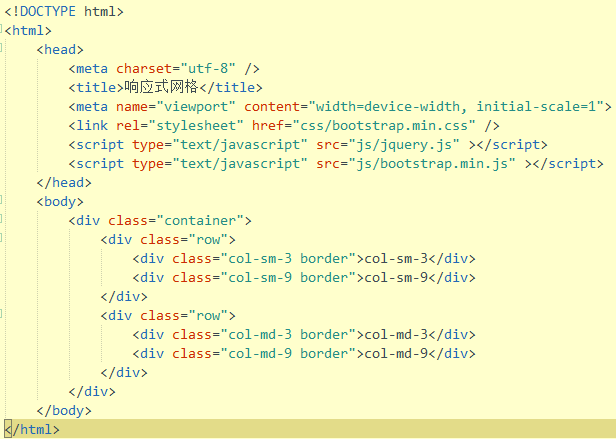 <!DOCTYPE html>
<html>
    <head>
        <meta charset="utf-8" />
        <title>响应式网格</title>
        <meta name="viewport" content="width=device-width, initial-scale=1">
        <link rel="stylesheet" href="css/bootstrap.min.css" />
        <script type="text/javascript" src="js/jquery.js" ></script>
        <script type="text/javascript" src="js/bootstrap.min.js" ></script>
    </head>
    <body>
        <div class="container">
            <div class="row">
                <div class="col-sm-3 border">col-sm-3</div>
                <div class="col-sm-9 border">col-sm-9</div>
            </div>
            <div class="row">
                <div class="col-md-3 border">col-md-3</div>
                <div class="col-md-9 border">col-md-9</div>
            </div>
        </div>
    </body>
</html>